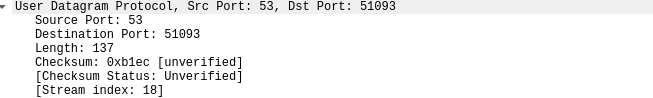 User Datagram Protocol, Src Port: 53, Dst Port: 51093
Source Port: 53
Destination Port: 51093
Length: 137
Checksum: 0xb1ec [unverified]
[Checksum Status: Unverified]
[Stream index: 18]